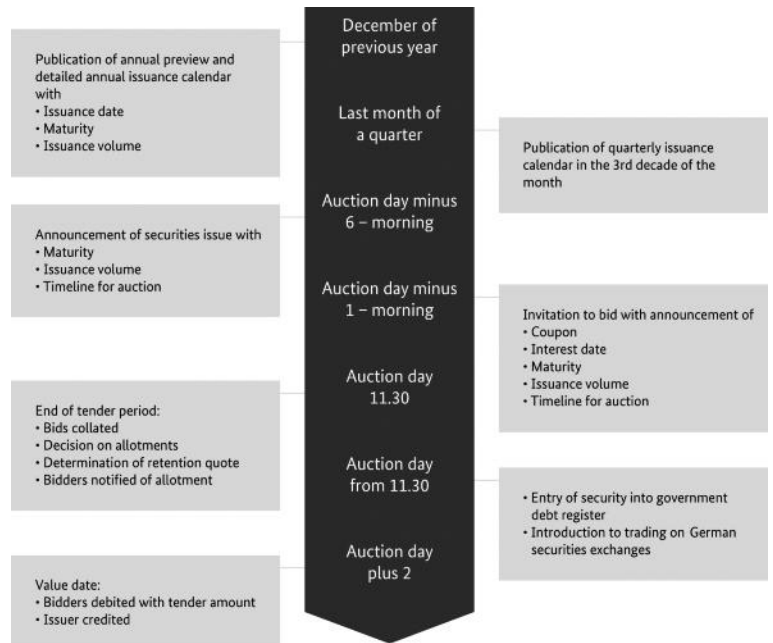 December of
previous year
Publication of annual preview and
detailed annual issuance calendar
with
• Issuance date
• Maturity
• Issuance volume
Last month of
a quarter
Publication of quarterly issuance
calendar in the 3rd decade of the
month
Auction day minus
6 – morning
Announcement of securities issue with
• Maturity
• Issuance volume
• Timeline for auction
Auction day minus
1 – morning
Invitation to bid with announcement of
• Coupon
• Interest date
• Maturity
• Issuance volume
• Timeline for auction
Auction day
11.30
End of tender period:
• Bids collated
• Decision on allotments
• Determination of retention quote
• Bidders notified of allotment
Auction day
from 11.30
• Entry of security into government
debt register
• Introduction to trading on German
securities exchanges
Auction day
plus 2
Value date:
• Bidders debited with tender amount
• Issuer credited